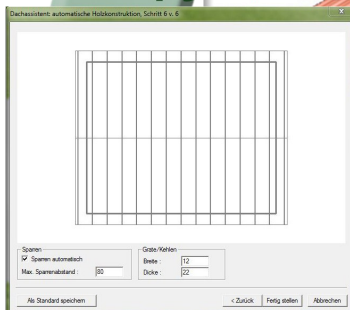 Dachassistent: automatische Holzkonstruktion, Schritt 6 v. 6
Sparren
Sparren automatisch
Max. Sparrenabstand : 80
Grate/Kehlen
Breite : 12
Dicke : 22
Als Standard speichern
< Zurück
Fertig stellen
Abbrechen